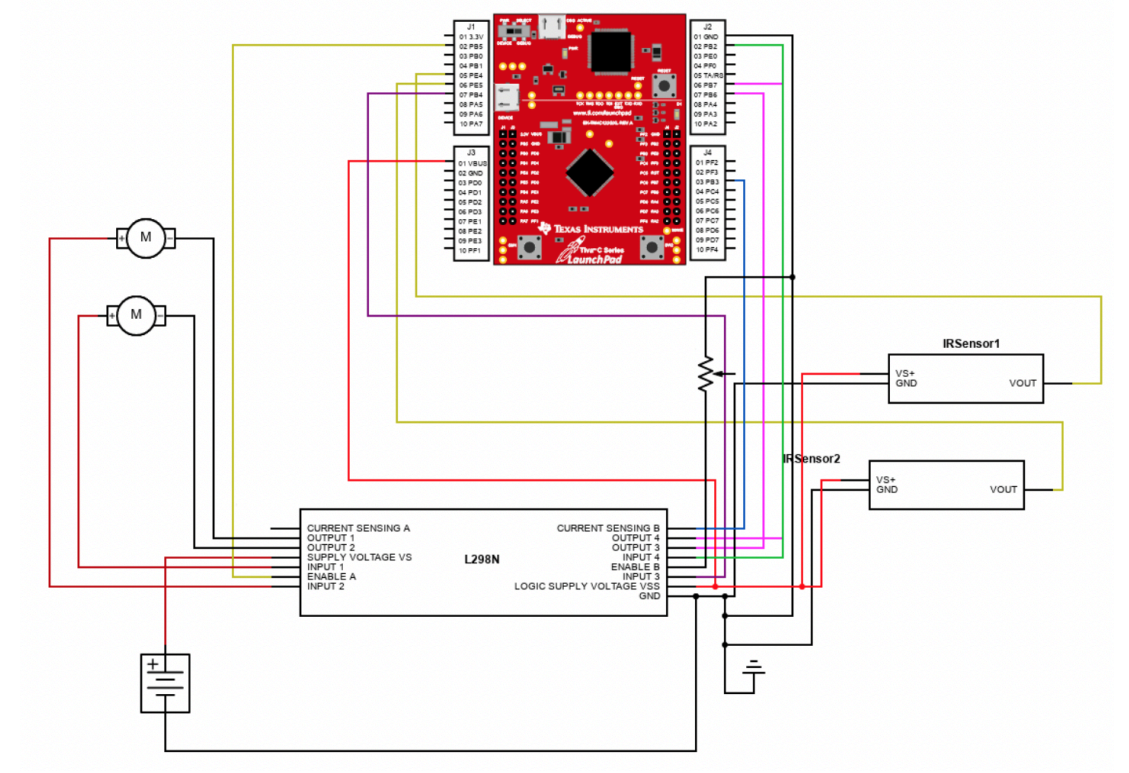 J1
01 3.3V
02 PB5
03 PB0
04 PB1
05 PE4
06 PE5
07 PB4
08 PA5
09 PA6
10 PA7
J3
01 VBUS
02 GND
03 PD0
04 PD1
05 PD2
06 PD3
07 PE1
08 PE2
09 PE3
10 PF1
DEVICE
RESET
www.ti.com/launchpad
DEVICE
TEXAS INSTRUMENTS
Tiva C Series
LaunchPad
J2
01 GND
02 PB2
03 PE0
04 PF0
05 TA/RS
06 PB7
07 PB6
08 PA4
09 PA3
10 PA2
J4
01 PF2
02 PF3
03 PB3
04 PC4
05 PC5
06 PC6
07 PC7
08 PD6
09 PD7
10 PF4
+ M -
+ M -
IRSensor1
VS+
GND
VOUT
IRSensor2
VS+
GND
VOUT
L298N
CURRENT SENSING A
OUTPUT 1
OUTPUT 2
SUPPLY VOLTAGE VS
INPUT 1
ENABLE A
INPUT 2
CURRENT SENSING B
OUTPUT 4
OUTPUT 3
INPUT 4
ENABLE B
INPUT 3
LOGIC SUPPLY VOLTAGE VSS
GND
+